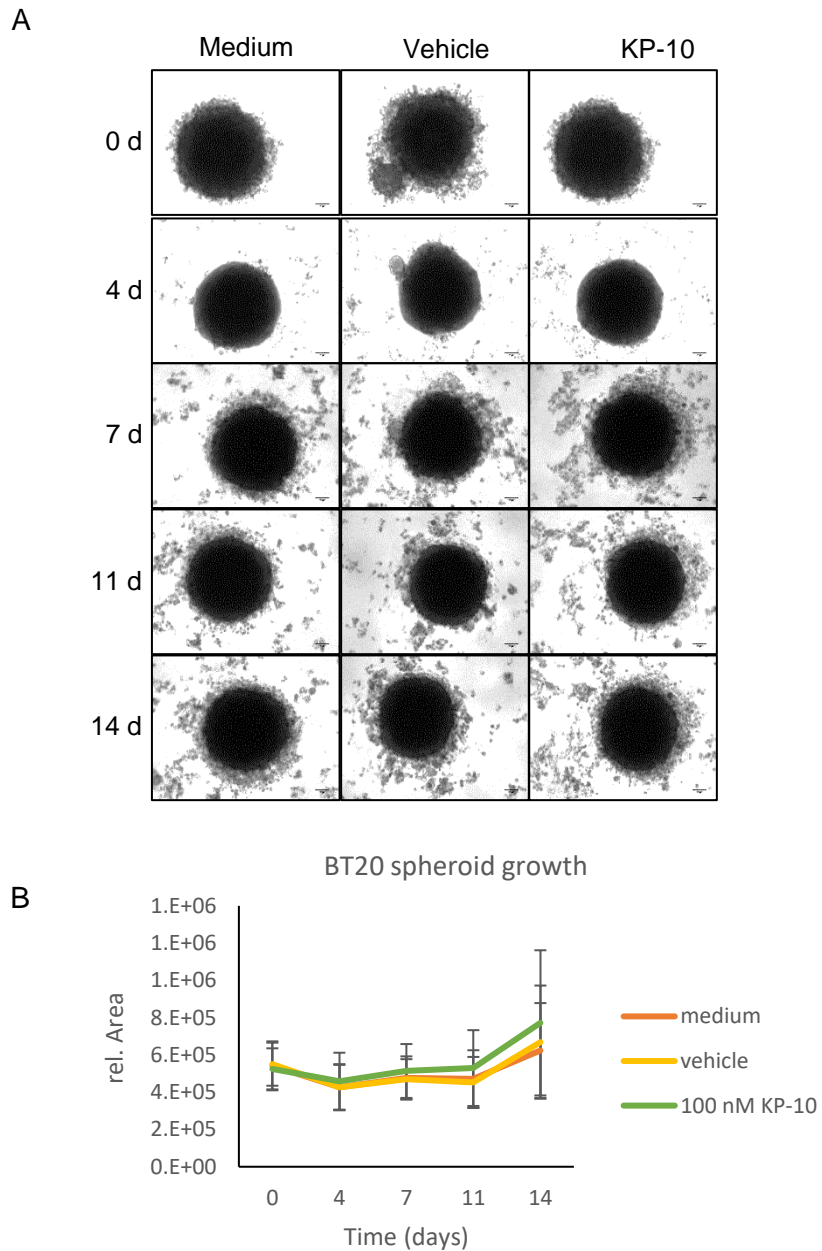 A
Medium Vehicle KP-10
0 d
4 d
7 d
11 d
14 d
B
BT20 spheroid growth
1.E+06
1.E+06
1.E+06
8.E+05
6.E+05
4.E+05
2.E+05
0.E+00
rel. Area
0 4 7 11 14
Time (days)
medium
vehicle
100 nM KP-10